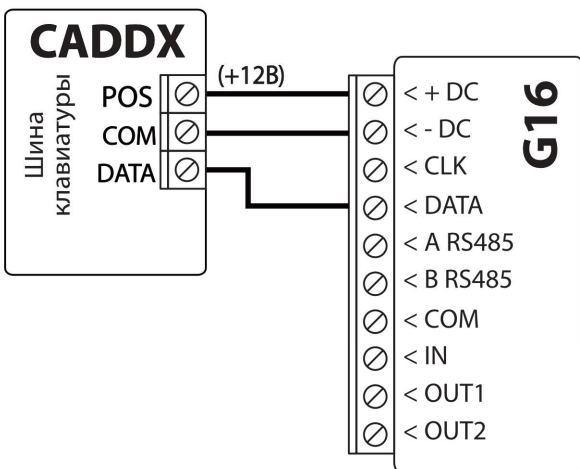 CADDX
Шина
клавиатуры
POS
COM
DATA
(+12В)
G16
< + DC
< - DC
< CLK
< DATA
< A RS485
< B RS485
< COM
< IN
< OUT1
< OUT2